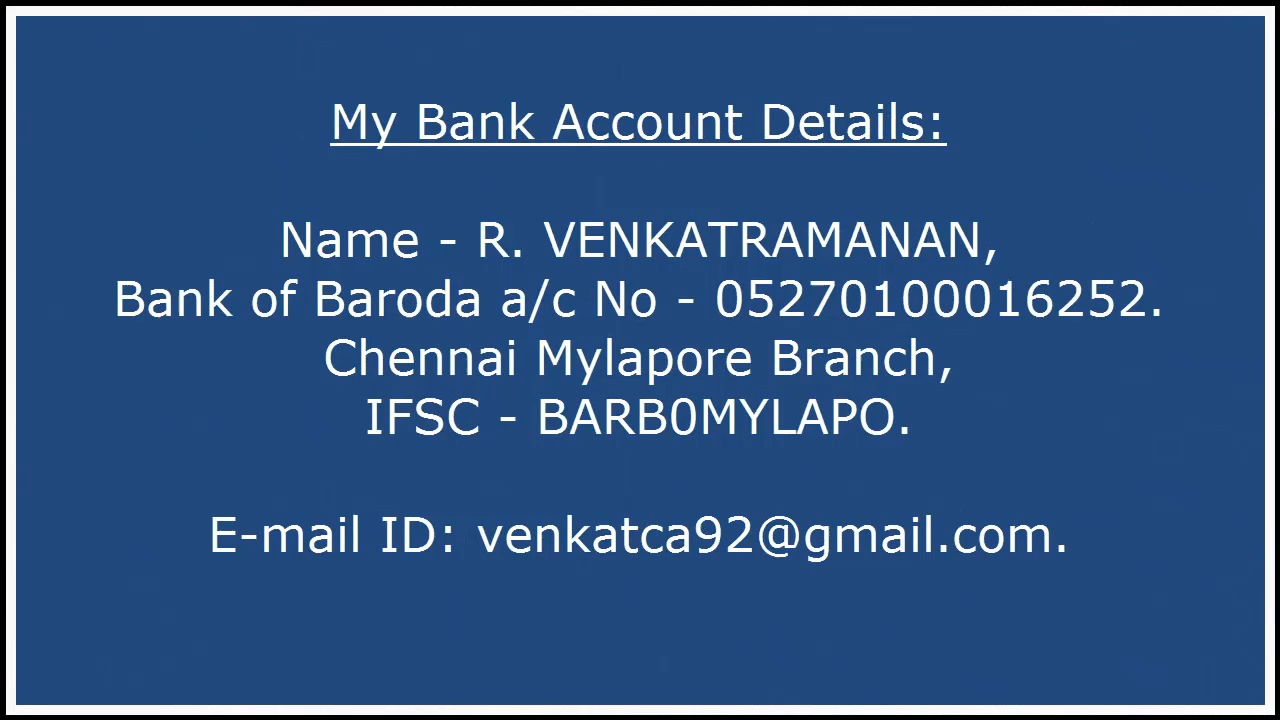 My Bank Account Details:
Name - R. VENKATRAMANAN,
Bank of Baroda a/c No - 05270100016252.
Chennai Mylapore Branch,
IFSC - BARB0MYLAPO.
E-mail ID: venkatca92@gmail.com.